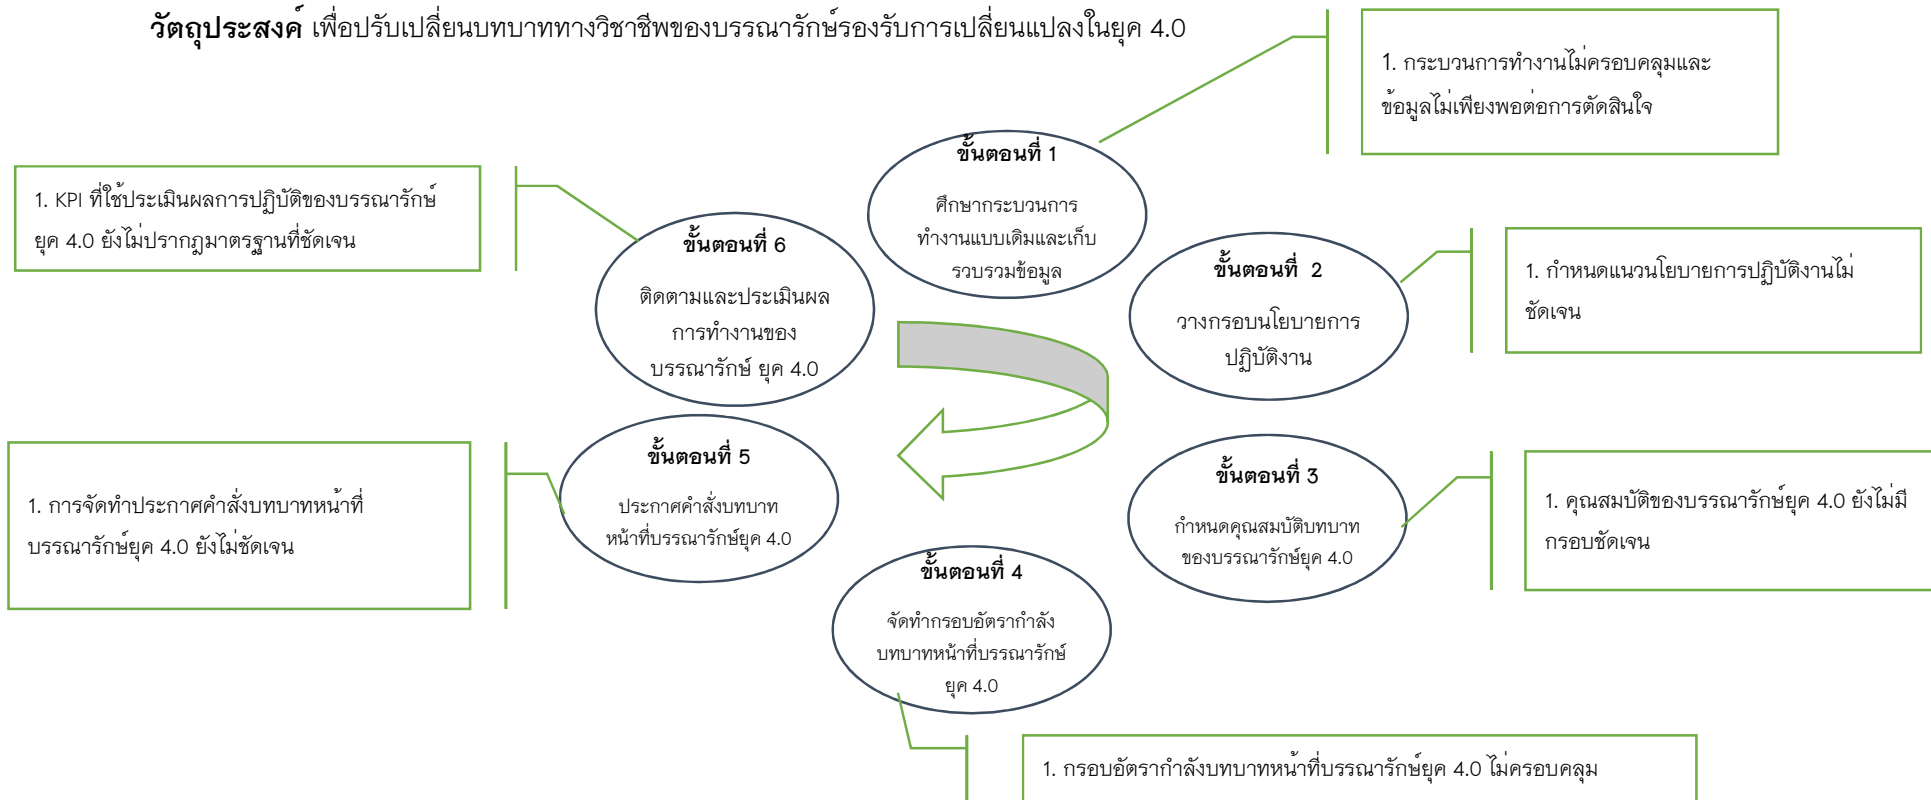 วัตถุประสงค์ เพื่อปรับเปลี่ยนบทบาททางวิชาชีพของบรรณารักษ์รองรับการเปลี่ยนแปลงในยุค 4.0
1. กระบวนการทำงานไม่ครอบคลุมและ
ข้อมูลไม่เพียงพอต่อการตัดสินใจ
ขั้นตอนที่ 1
ศึกษากระบวนการ
ทำงานแบบเดิมและเก็บ
รวบรวมข้อมูล
1. KPI ที่ใช้ประเมินผลการปฏิบัติของบรรณารักษ์
ยุค 4.0 ยังไม่ปรากฎมาตรฐานที่ชัดเจน
ขั้นตอนที่ 6
ติดตามและประเมินผล
การทำงานของ
บรรณารักษ์ ยุค 4.0
ขั้นตอนที่ 2
วางกรอบนโยบายการ
ปฏิบัติงาน
1. กำหนดแนวนโยบายการปฏิบัติงานไม่
ชัดเจน
1. การจัดทำประกาศคำสั่งบทบาทหน้าที่
บรรณารักษ์ยุค 4.0 ยังไม่ชัดเจน
ขั้นตอนที่ 5
ประกาศคำสั่งบทบาท
หน้าที่บรรณารักษ์ยุค 4.0
ขั้นตอนที่ 3
กำหนดคุณสมบัติบทบาท
ของบรรณารักษ์ยุค 4.0
1. คุณสมบัติของบรรณารักษ์ยุค 4.0 ยังไม่มี
กรอบชัดเจน
ขั้นตอนที่ 4
จัดทำกรอบอัตรากำลัง
บทบาทหน้าที่บรรณารักษ์
ยุค 4.0
1. กรอบอัตรากำลังบทบาทหน้าที่บรรณารักษ์ยุค 4.0 ไม่ครอบคลุม